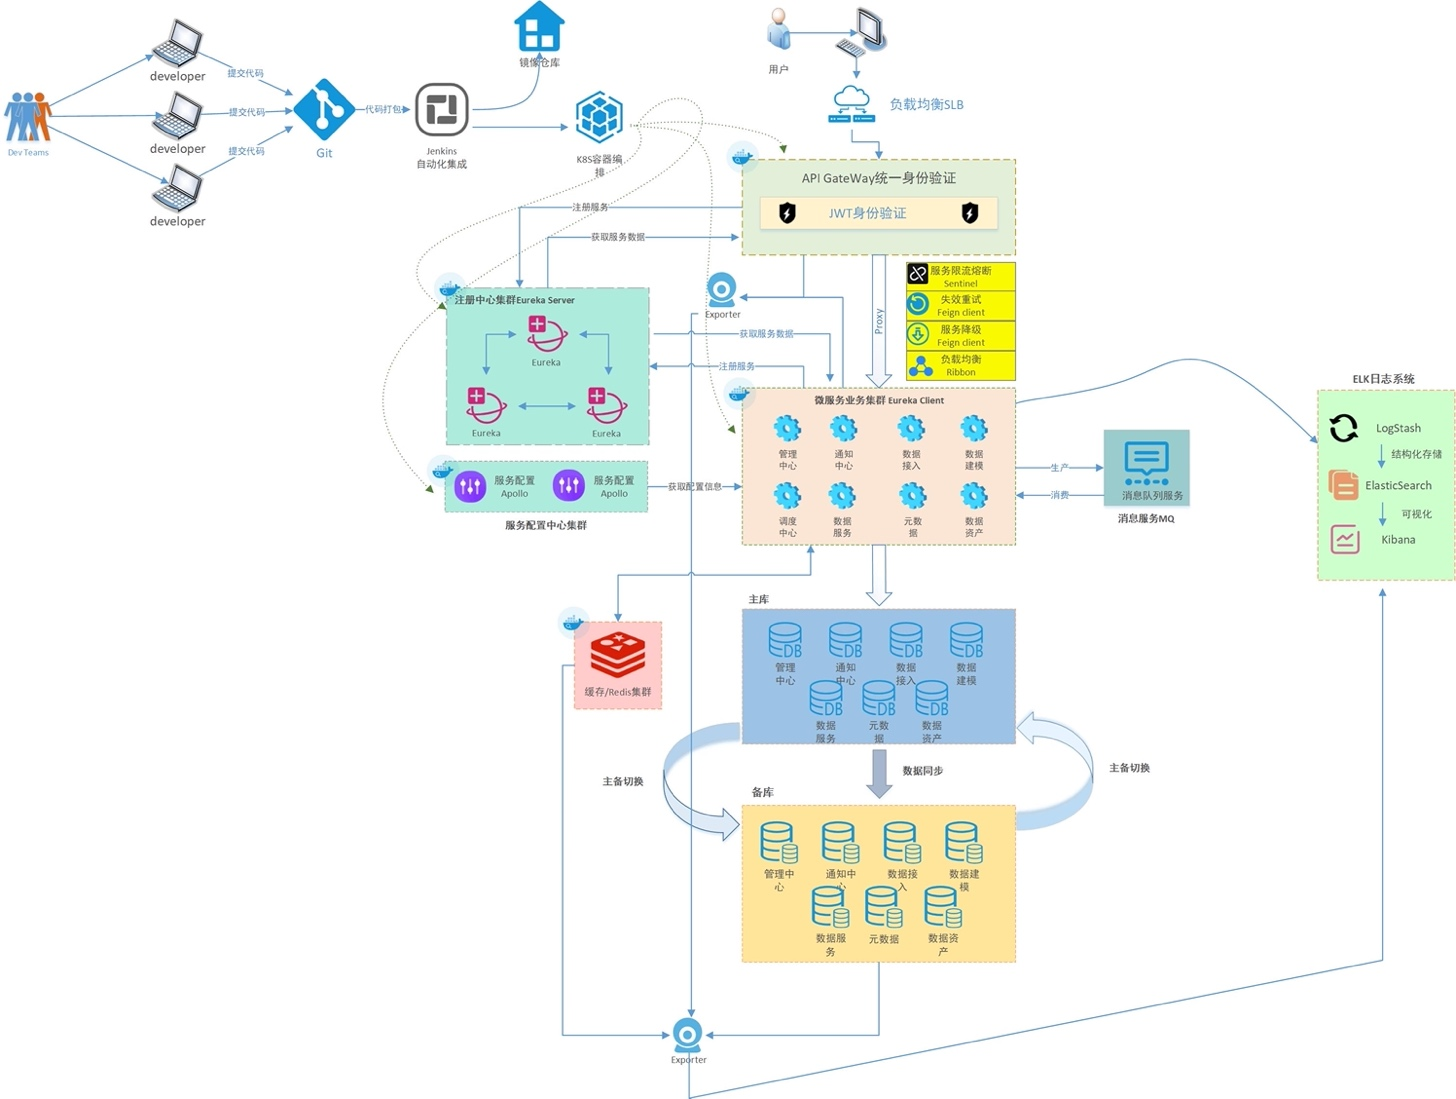 镜像仓库
用户
developer
提交代码
负载均衡SLB
Dev Teams
developer
提交代码
提交代码
developer
Git
代码打包
Jenkins
自动化集成
K8S容器编
排
API GateWay统一身份验证
JWT身份验证
注册服务
获取服务数据
服务限流熔断
Sentinel
失效重试
Feign client
服务降级
Feign client
负载均衡
Ribbon
Proxy
Exporter
注册中心集群Eureka Server
Eureka
Eureka
Eureka
获取服务数据
注册服务
服务配置
Apollo
服务配置
Apollo
服务配置中心集群
获取配置信息
微服务业务集群 Eureka Client
管理
中心
通知
中心
数据
接入
数据
建模
调度
中心
数据
服务
元数
据
数据
资产
生产
消费
消息队列服务
消息服务MQ
ELK日志系统
LogStash
结构化存储
ElasticSearch
可视化
Kibana
缓存/Redis集群
主库
DB
管理
中心
DB
通知
中心
DB
数据
接入
DB
数据
建模
DB
数据
服务
DB
元数
据
DB
数据
资产
主备切换
数据同步
主备切换
备库
管理中
心
通知中
心
数据接
入
数据建
模
数据服
务
元数据
数据资
产
Exporter